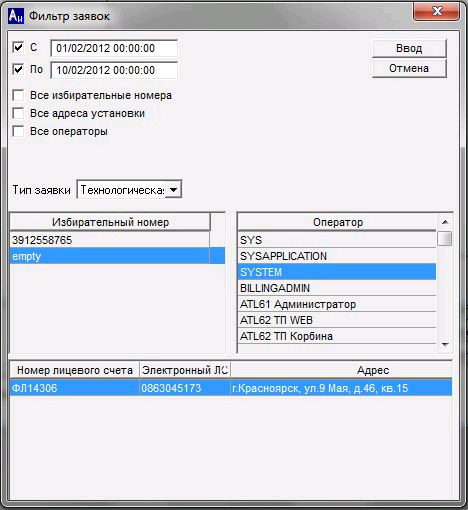 Аи Фильтр заявок
С 01/02/2012 00:00:00 Ввод
По 10/02/2012 00:00:00 Отмена
Все избирательные номера
Все адреса установки
Все операторы
Тип заявки Технологическая
Избирательный номер
3912558765
empty
Оператор
SYS
SYSAPPLICATION
SYSTEM
BILLINGADMIN
ATL61 Администратор
ATL62 ТП WEB
ATL62 ТП Корбина
Номер лицевого счета Электронный ЛС Адрес
ФЛ14306 0863045173 г.Красноярск, ул.9 Мая, д.46, кв.15